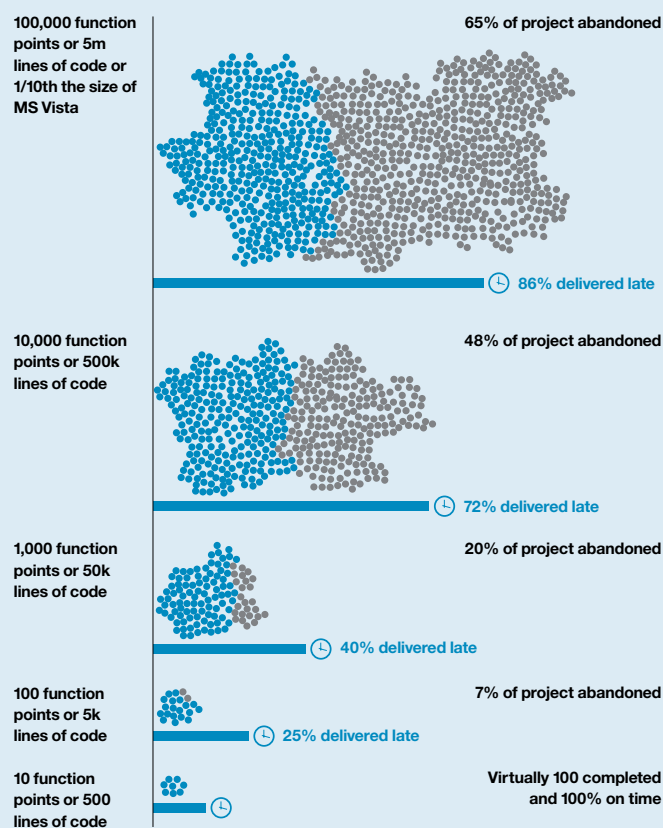 100,000 function
points or 5m
lines of code or
1/10th the size of
MS Vista
65% of project abandoned
86% delivered late
10,000 function
points or 500k
lines of code
48% of project abandoned
72% delivered late
1,000 function
points or 50k
lines of code
20% of project abandoned
40% delivered late
100 function
points or 5k
lines of code
7% of project abandoned
25% delivered late
10 function
points or 500
lines of code
Virtually 100 completed
and 100% on time